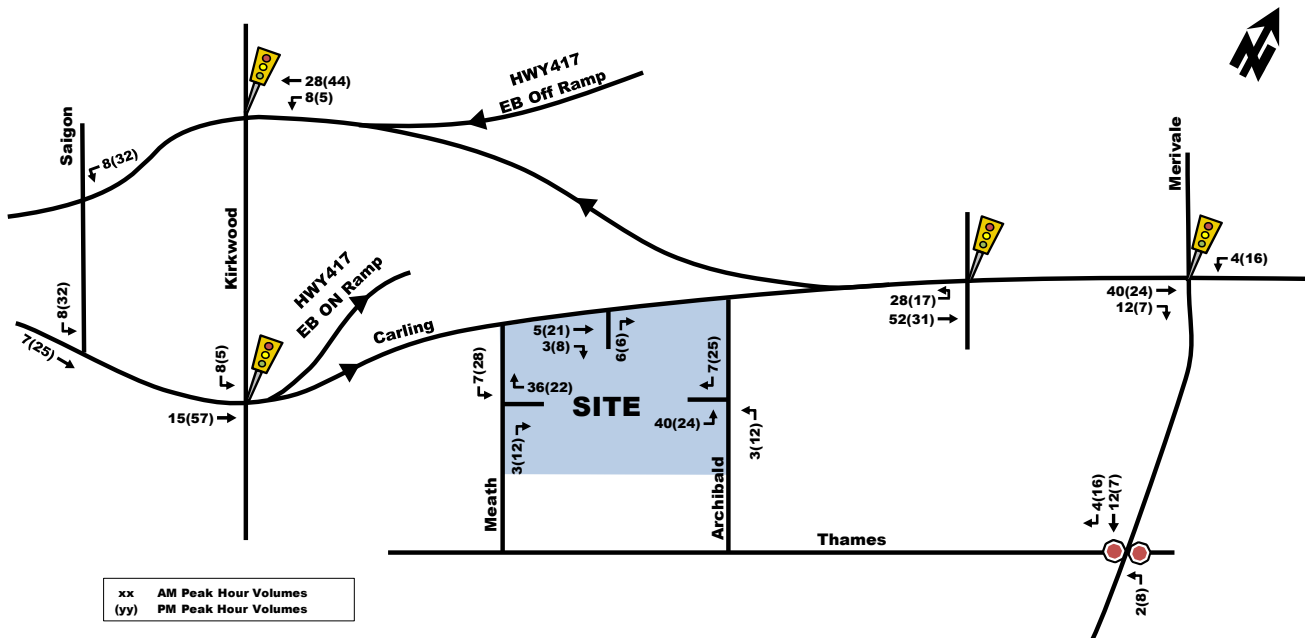 HWY417
EB Off Ramp
28(44)
8(5)
Saigon
8(32)
Merivale
Kirkwood
HWY417
EB ON Ramp
4(16)
8(32)
7(25)
Carling
28(17)
52(31)
40(24)
12(7)
5(21)
3(8)
6(6)
7(25)
8(5)
7(28)
36(22)
SITE
15(57)
40(24)
3(12)
3(12)
Meath
Archibald
4(16)
12(7)
Thames
2(8)
xx AM Peak Hour Volumes
(yy) PM Peak Hour Volumes
N